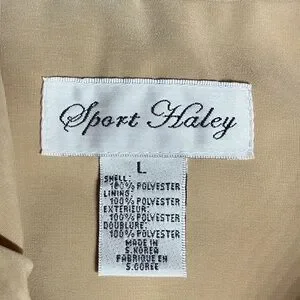 Sport Haley
L
SHELL:
100% POLYESTER
LINING:
100% POLYESTER
EXTERIEUR:
100% POLYESTER
DOUBLURE:
100% POLYESTER
MADE IN
S.KOREA
FABRIQUE EN
S.COREE